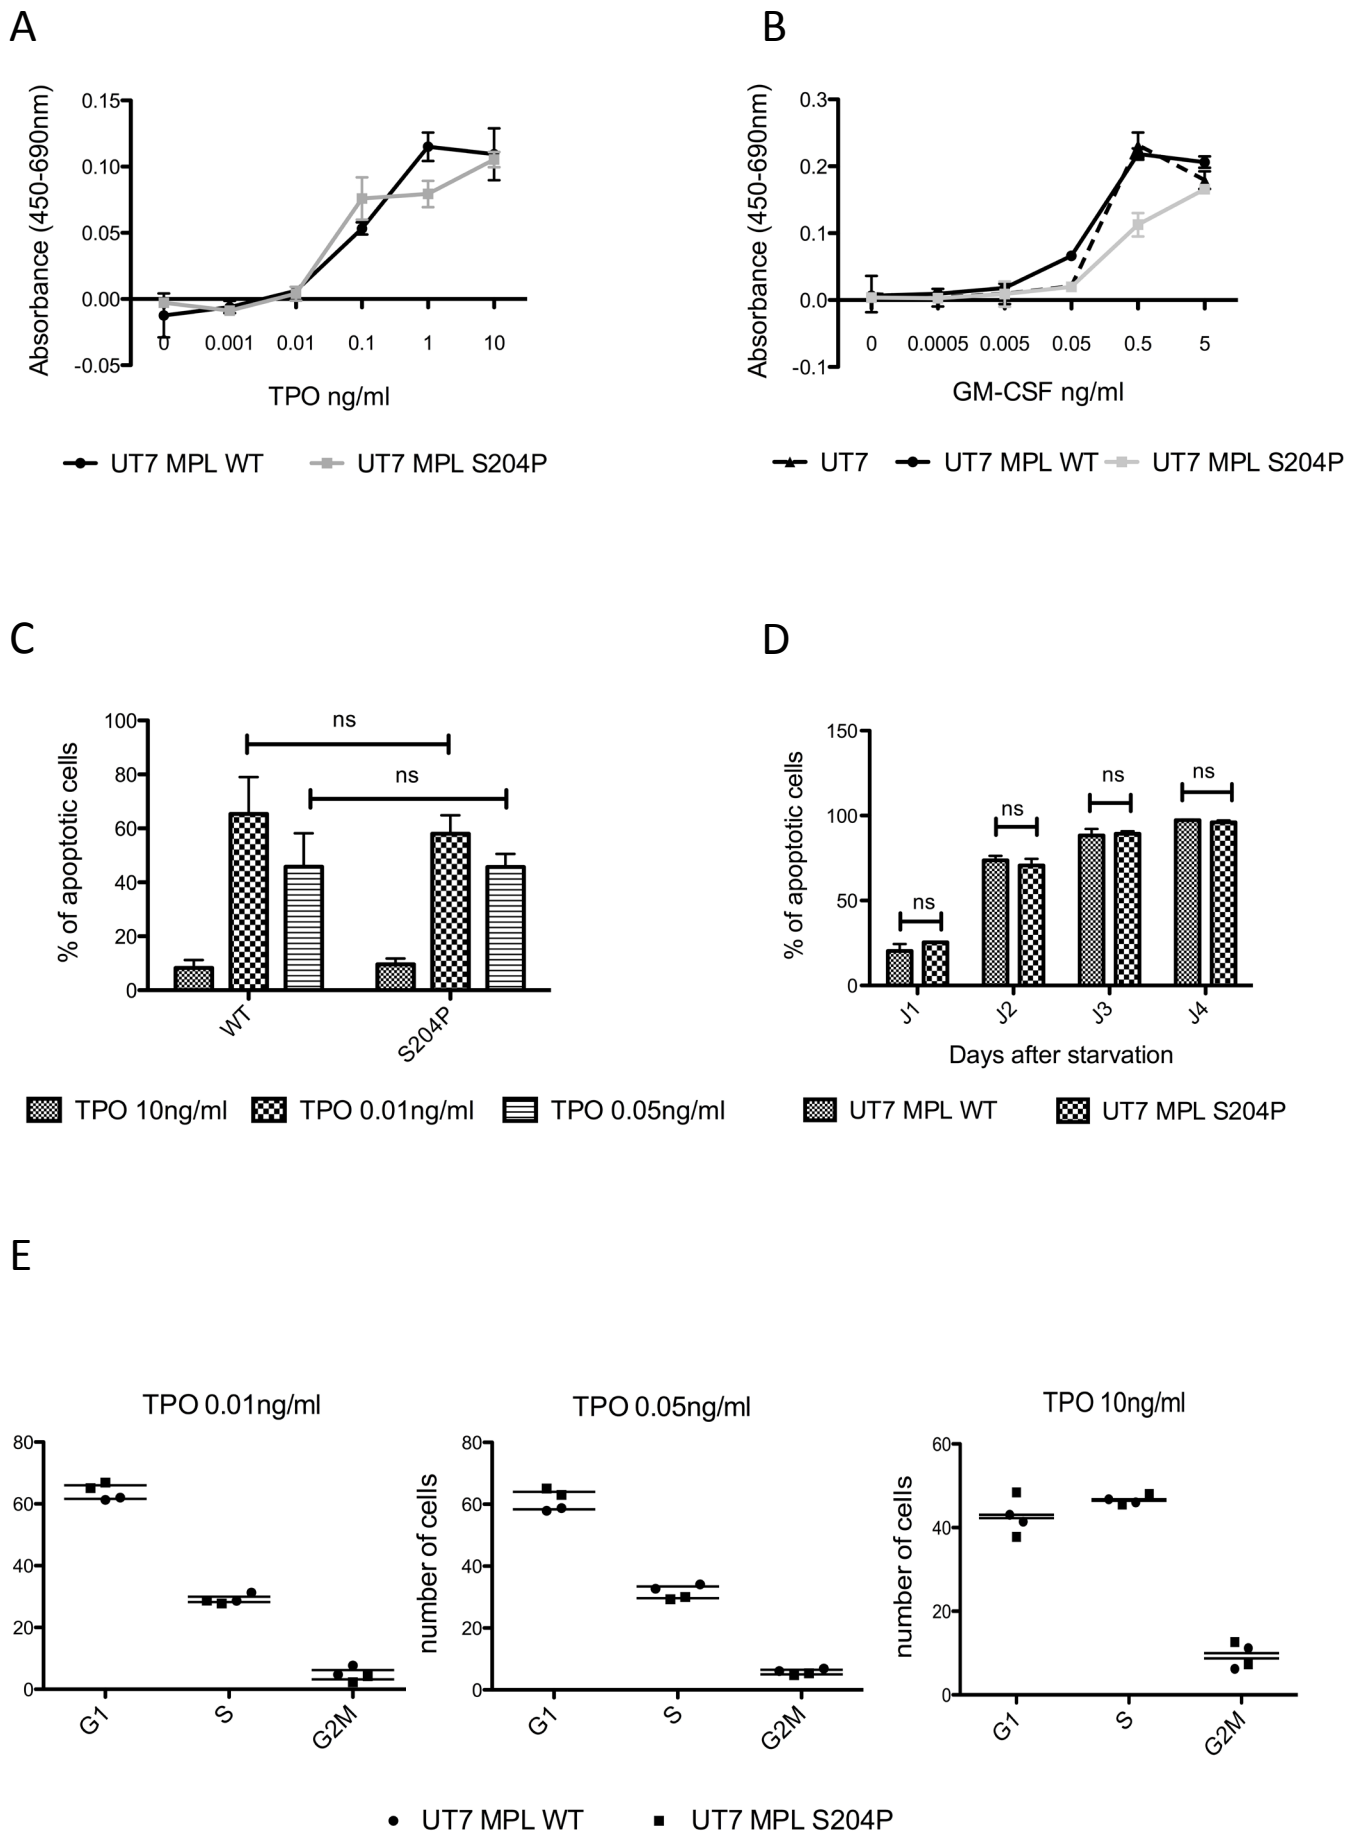 A
Absorbance (450-690nm)
0.15
0.10
0.05
0.00
-0.05
0 0.001 0.01 0.1 1 10
TPO ng/ml
UT7 MPL WT UT7 MPL S204P
B
Absorbance (450-690nm)
0.3
0.2
0.1
0.0
-0.1
0 0.0005 0.005 0.05 0.5 5
GM-CSF ng/ml
UT7 UT7 MPL WT UT7 MPL S204P
C
% of apoptotic cells
100
80
60
40
20
0
ns
ns
WT S204P
TPO 10ng/ml TPO 0.01ng/ml TPO 0.05ng/ml
D
% of apoptotic cells
150
100
50
0
ns ns ns ns
J1 J2 J3 J4
Days after starvation
UT7 MPL WT UT7 MPL S204P
E
TPO 0.01ng/ml
80
60
40
20
0
G1 S G2M
TPO 0.05ng/ml
number of cells
80
60
40
20
0
G1 S G2M
TPO 10ng/ml
number of cells
60
40
20
0
G1 S G2M
UT7 MPL WT UT7 MPL S204P